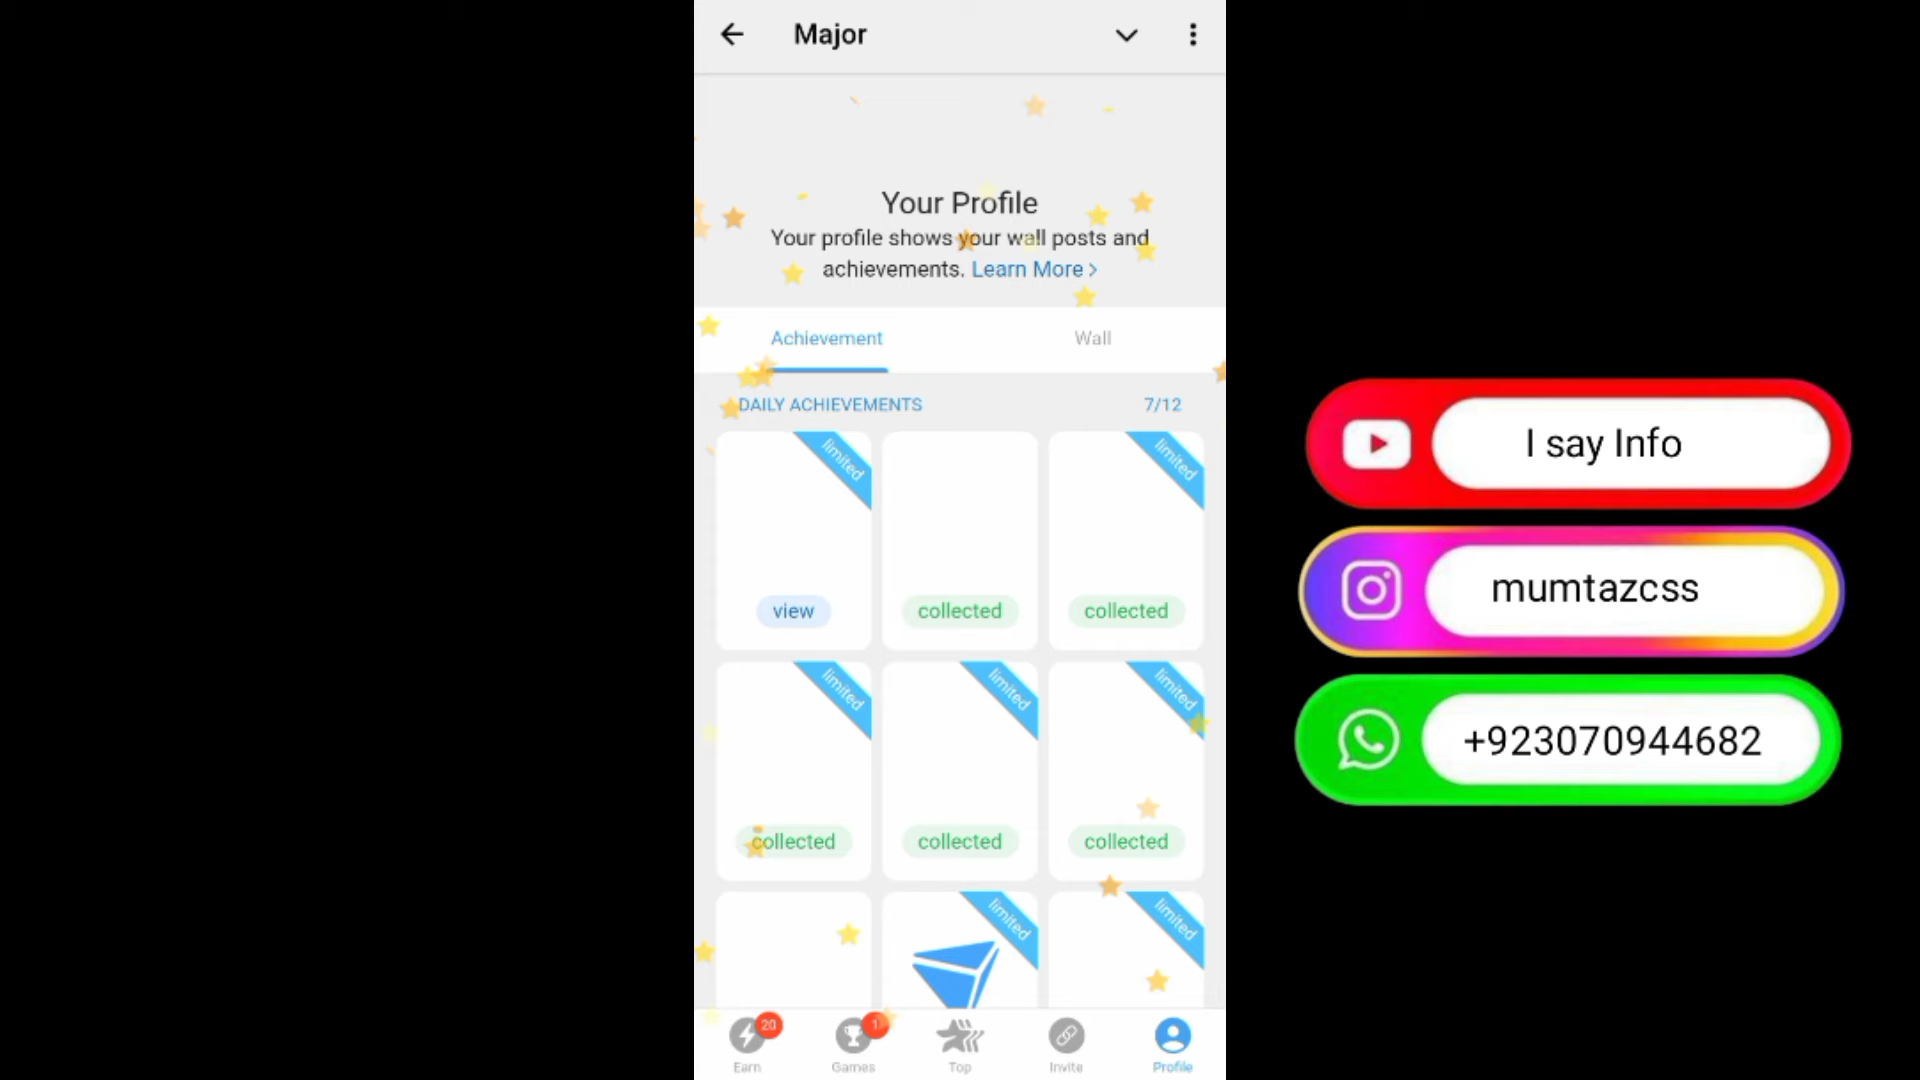 Major
Your Profile
Your profile shows your wall posts and
achievements. Learn More >
Achievement
Wall
DAILY ACHIEVEMENTS
7/12
limited
limited
view
collected
collected
limited
limited
limited
collected
collected
collected
limited
limited
20
1
Earn
Games
Top
Invite
Profile
I say Info
mumtazcss
+923070944682